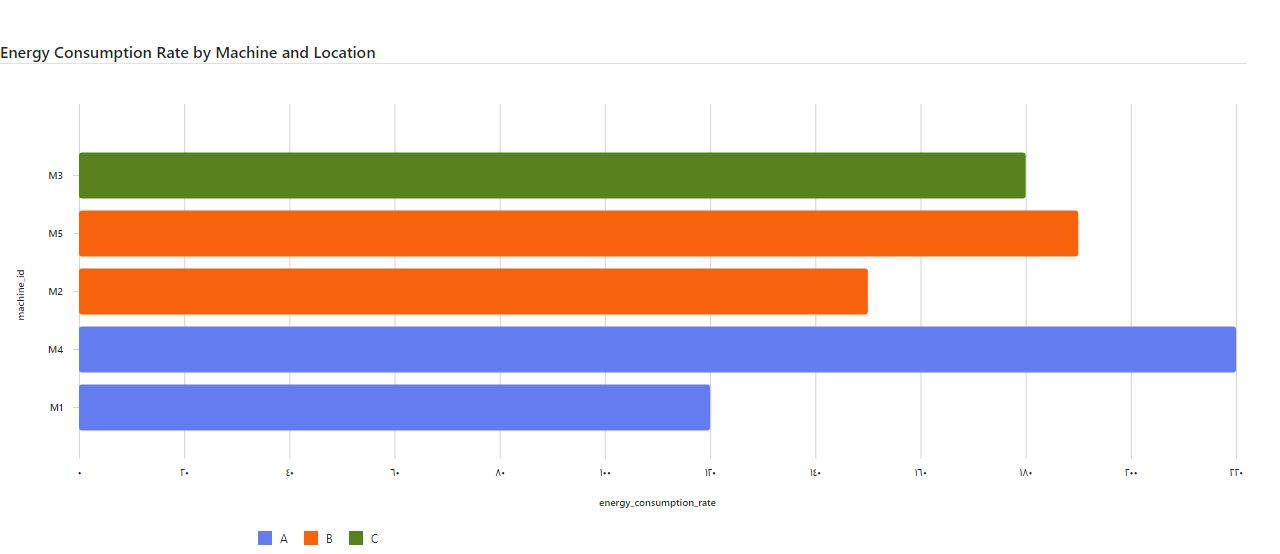 Energy Consumption Rate by Machine and Location
M3
M5
M2
M4
M1
machine_id
٠ ٢٠ ٤٠ ٦٠ ٨٠ ١٠٠ ١٢٠ ١٤٠ ١٦٠ ١٨٠ ٢٠٠ ٢٢٠
energy_consumption_rate
A B C